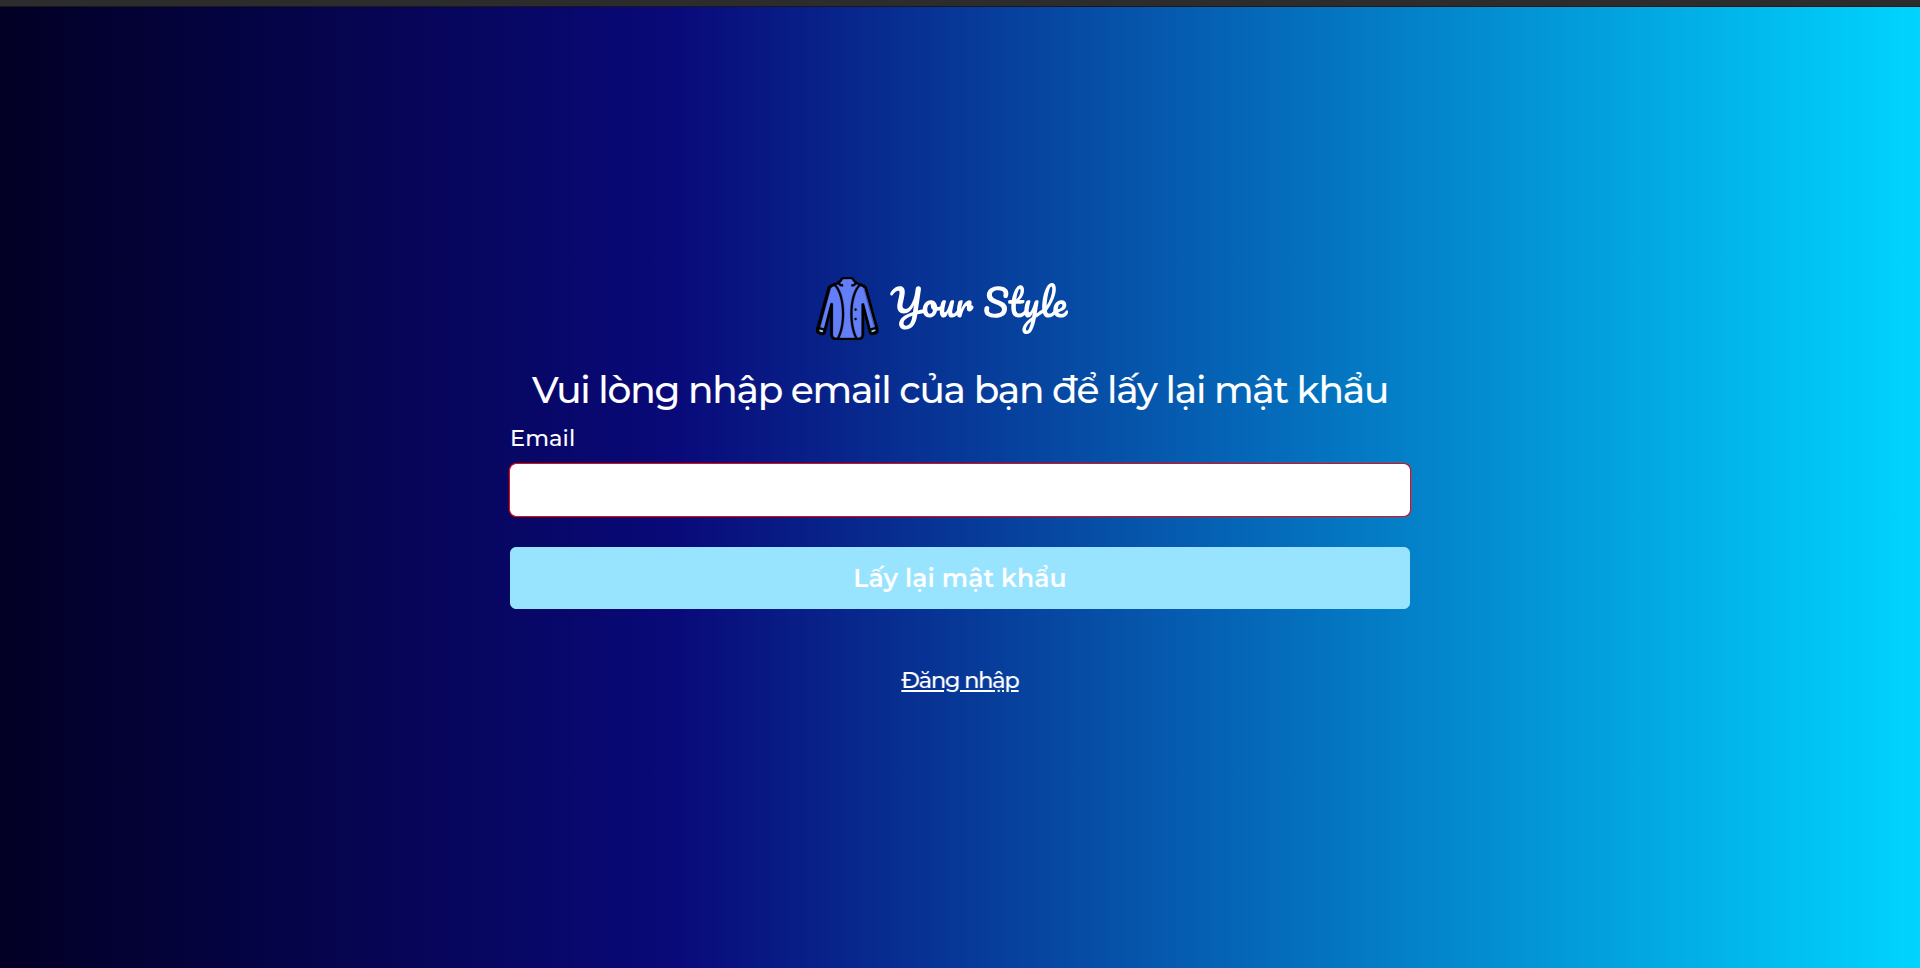 Your Style
Vui lòng nhập email của bạn để lấy lại mật khẩu
Email
Lấy lại mật khẩu
Đăng nhập